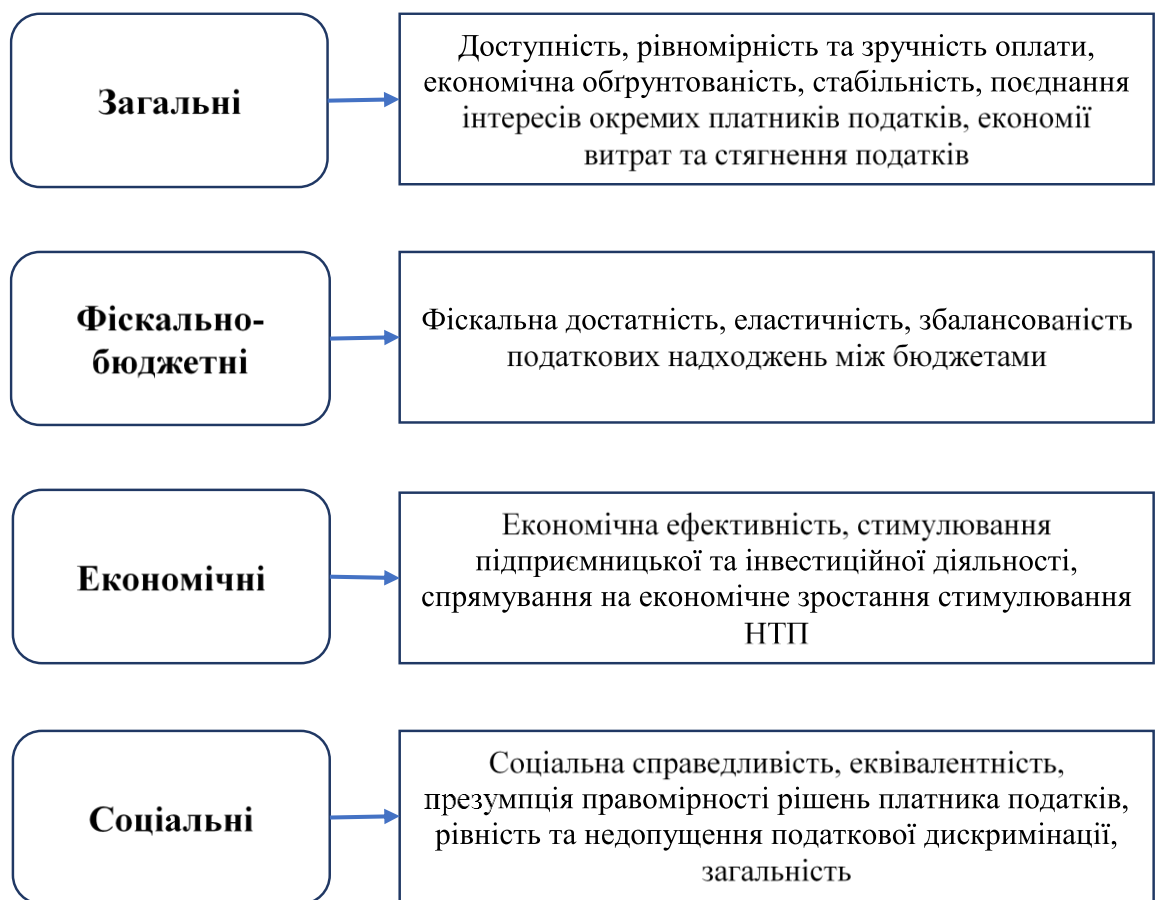 Загальні
Доступність, рівномірність та зручність оплати,
економічна обґрунтованість, стабільність, поєднання
інтересів окремих платників податків, економії
витрат та стягнення податків
Фіскально-
бюджетні
Фіскальна достатність, еластичність, збалансованість
податкових надходжень між бюджетами
Економічні
Економічна ефективність, стимулювання
підприємницької та інвестиційної діяльності,
спрямування на економічне зростання стимулювання
НТП
Соціальні
Соціальна справедливість, еквівалентність,
презумпція правомірності рішень платника податків,
рівність та недопущення податкової дискримінації,
загальність